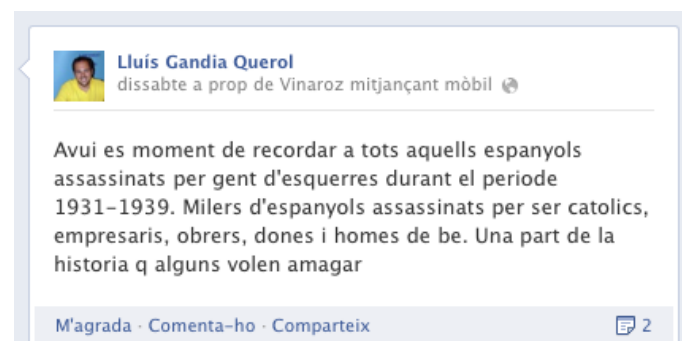 Lluís Gandia Querol
dissabte a prop de Vinaroz mitjançant mòbil
Avui es moment de recordar a tots aquells espanyols
assassinats per gent d'esquerres durant el periode
1931-1939. Milers d'espanyols assassinats per ser catolics,
empresaris, obrers, dones i homes de be. Una part de la
historia q alguns volen amagar
M'agrada · Comenta-ho · Comparteix 2